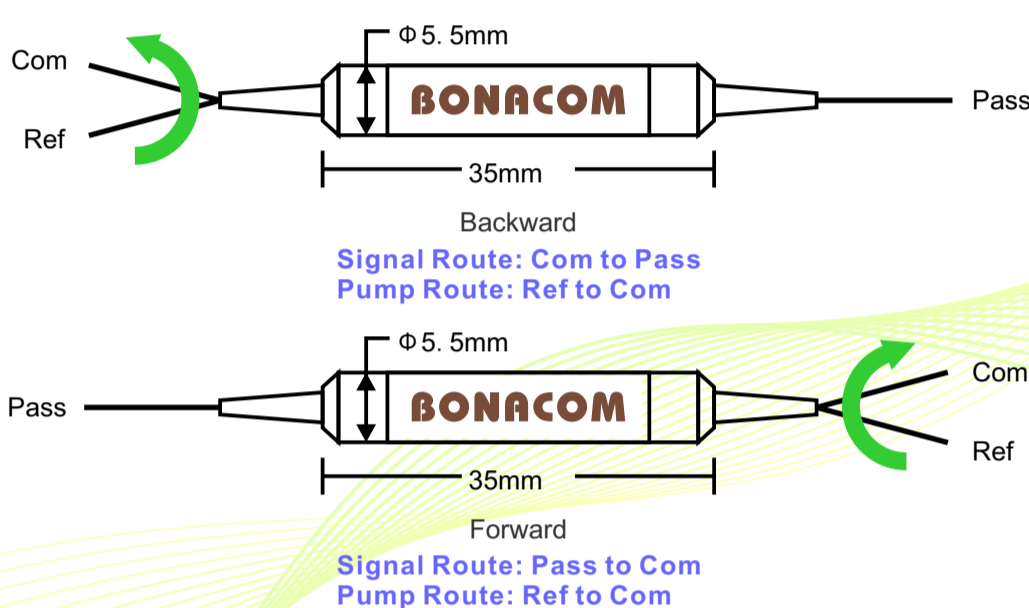 Φ5.5mm
Com
BONACOM
Pass
Ref
35mm
Backward
Signal Route: Com to Pass
Pump Route: Ref to Com
Φ5.5mm
Com
Pass
BONACOM
Ref
35mm
Forward
Signal Route: Pass to Com
Pump Route: Ref to Com